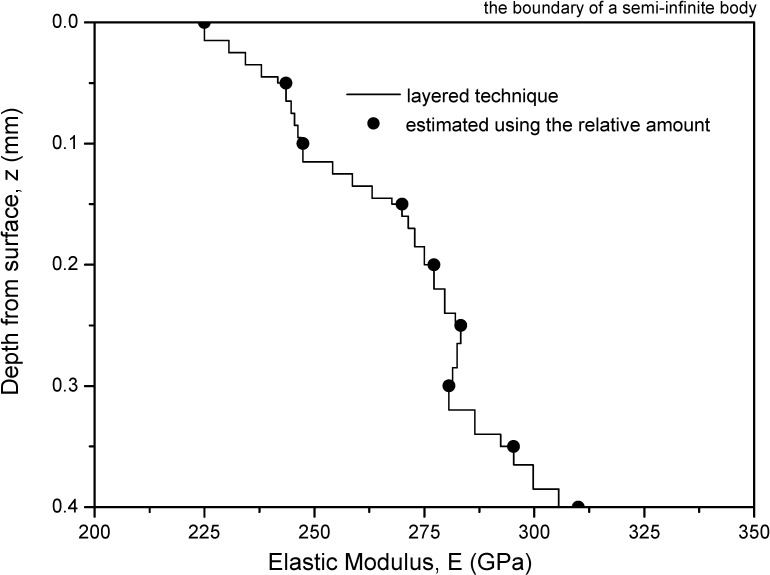 the boundary of a semi-infinite body
0.0
0.1
0.2
0.3
0.4
Depth from surface, z (mm)
layered technique
estimated using the relative amount
200 225 250 275 300 325 350
Elastic Modulus, E (GPa)